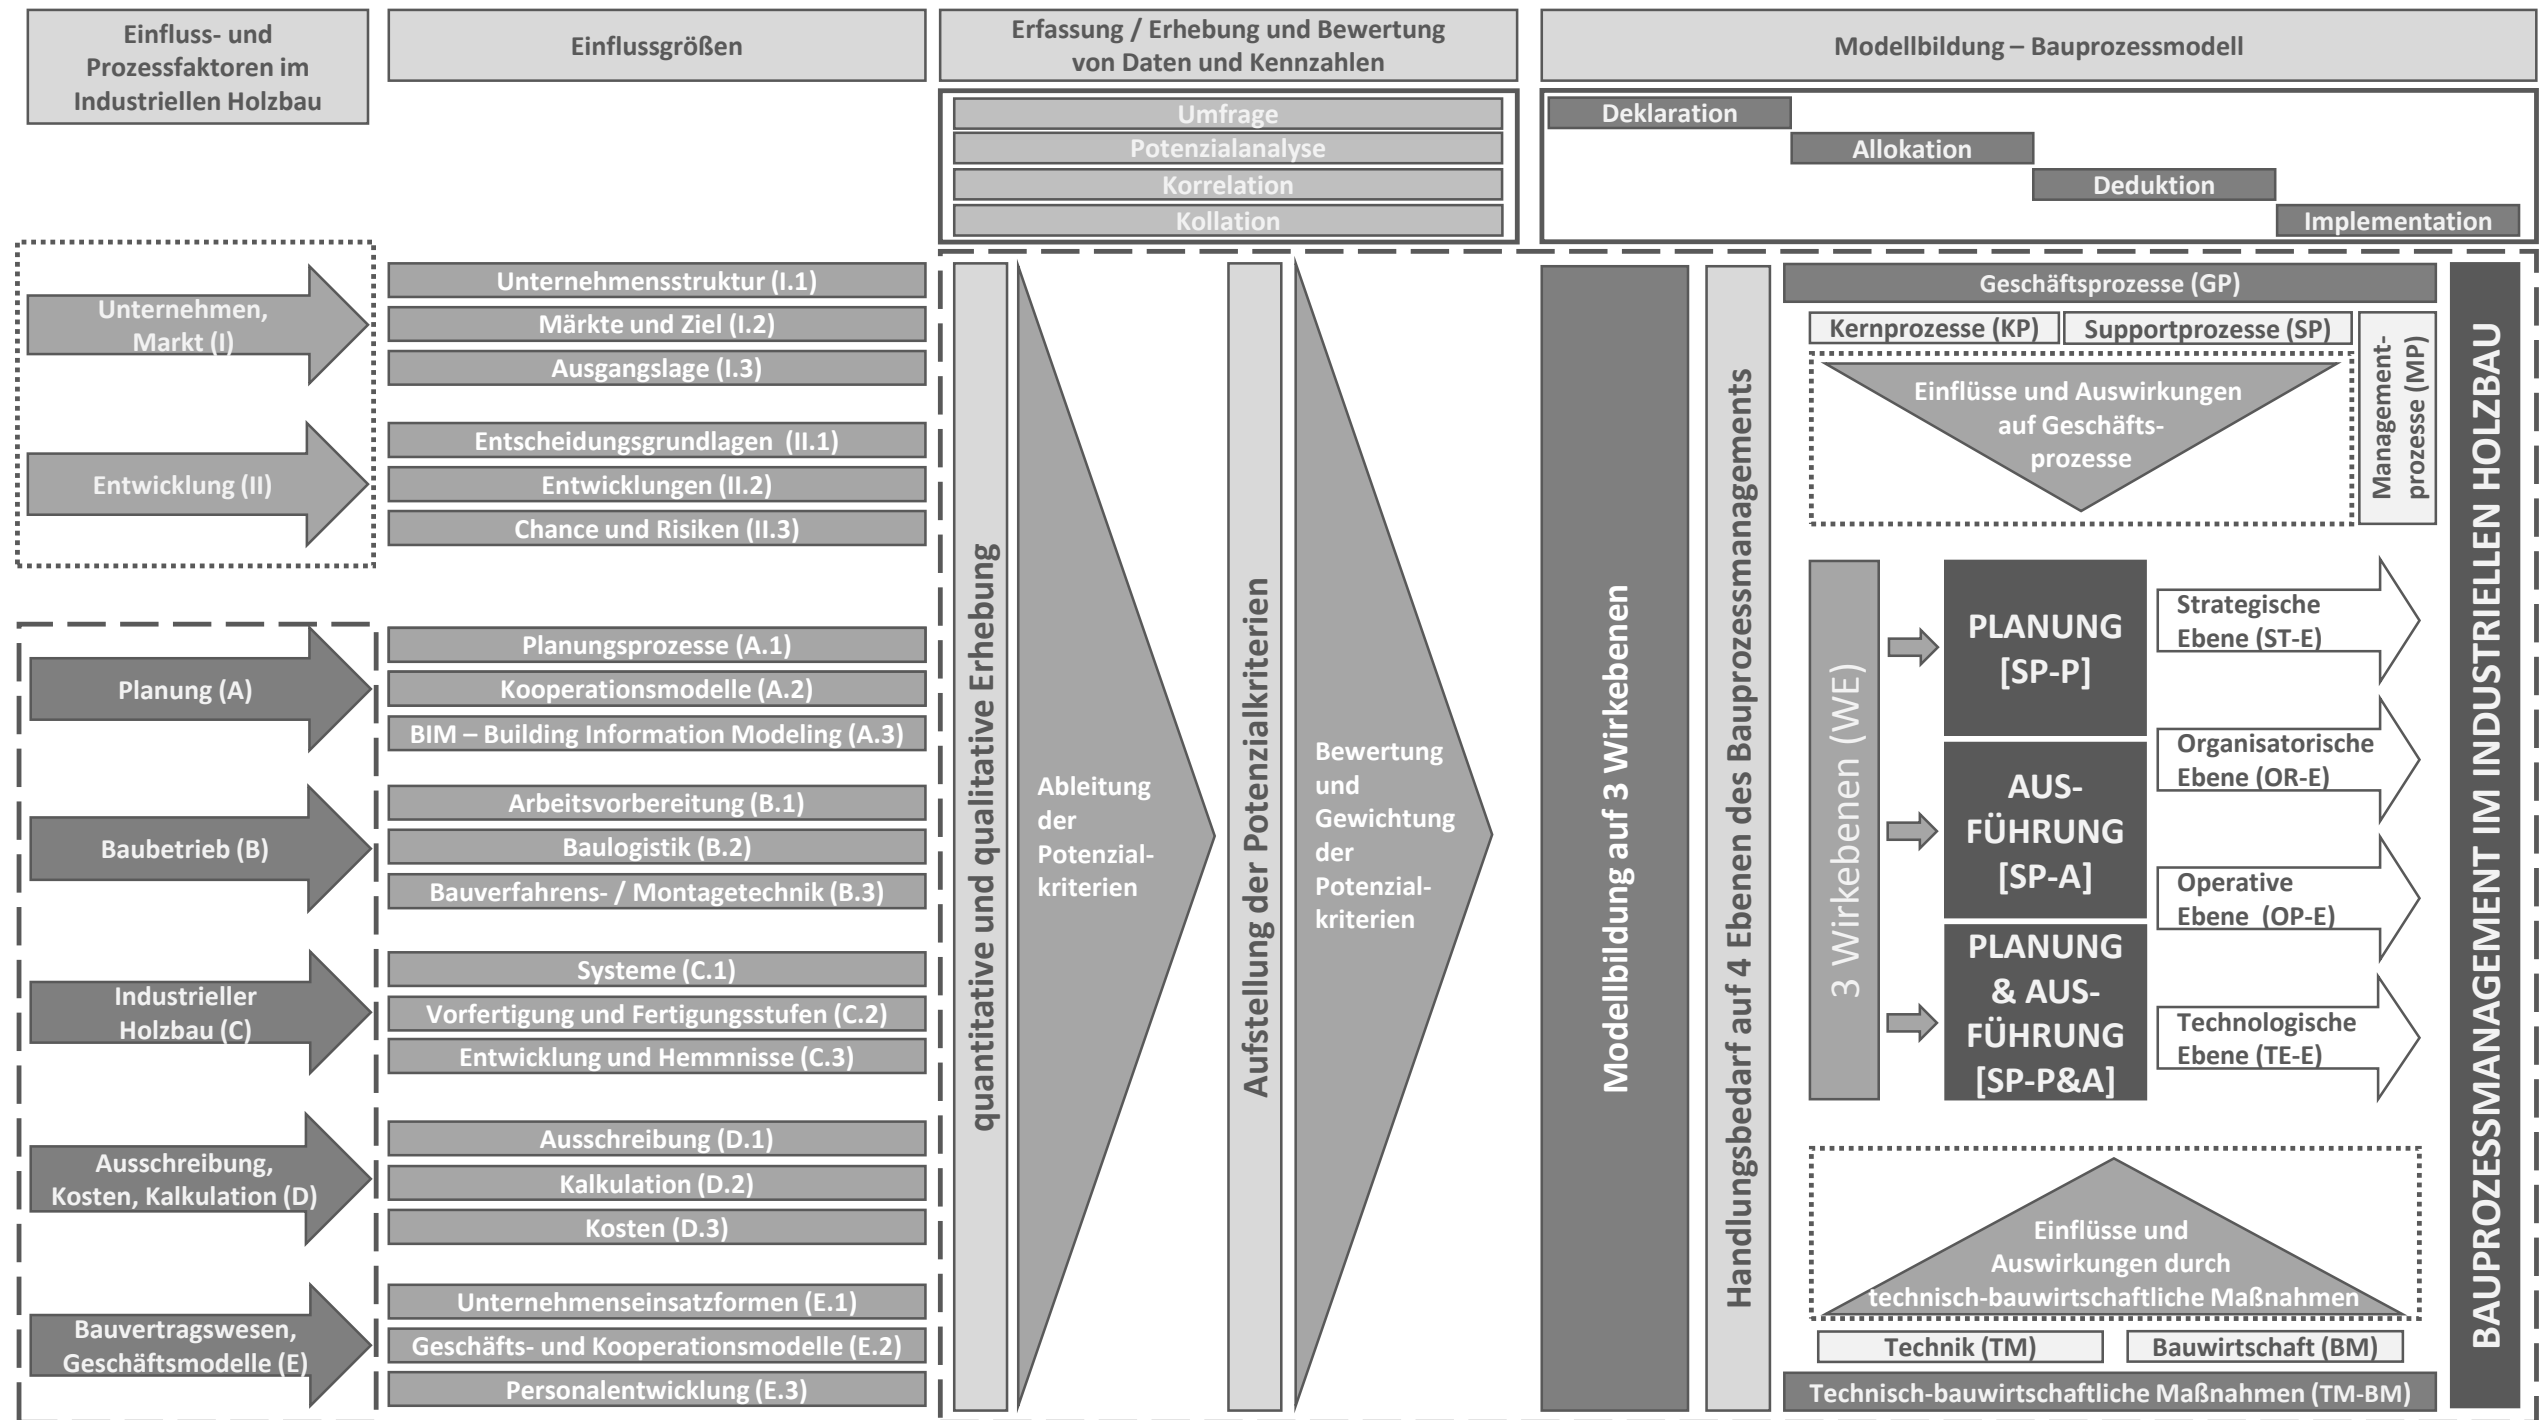 Einfluss- und
Prozessfaktoren im
Industriellen Holzbau
Einflussgrößen
Erfassung / Erhebung und Bewertung
von Daten und Kennzahlen
Modellbildung – Bauprozessmodell
Umfrage
Potenzialanalyse
Korrelation
Kollation
Deklaration
Allokation
Deduktion
Implementation
Unternehmen,
Markt (I)
Unternehmensstruktur (I.1)
Märkte und Ziel (I.2)
Ausgangslage (I.3)
Entwicklung (II)
Entscheidungsgrundlagen (II.1)
Entwicklungen (II.2)
Chance und Risiken (II.3)
Planung (A)
Planungsprozesse (A.1)
Kooperationsmodelle (A.2)
BIM – Building Information Modeling (A.3)
Baubetrieb (B)
Arbeitsvorbereitung (B.1)
Baulogistik (B.2)
Bauverfahrens- / Montagetechnik (B.3)
Industrieller
Holzbau (C)
Systeme (C.1)
Vorfertigung und Fertigungsstufen (C.2)
Entwicklung und Hemmnisse (C.3)
Ausschreibung,
Kosten, Kalkulation (D)
Ausschreibung (D.1)
Kalkulation (D.2)
Kosten (D.3)
Bauvertragswesen,
Geschäftsmodelle (E)
Unternehmenseinsatzformen (E.1)
Geschäfts- und Kooperationsmodelle (E.2)
Personalentwicklung (E.3)
quantitative und qualitative Erhebung
Ableitung
der
Potenzial-
kriterien
Aufstellung der Potenzialkriterien
Bewertung
und
Gewichtung
der
Potenzial-
kriterien
Modellbildung auf 3 Wirkebenen
Handlungsbedarf auf 4 Ebenen des Bauprozessmanagements
Geschäftsprozesse (GP)
Kernprozesse (KP)
Supportprozesse (SP)
Management-
prozesse (MP)
Einflüsse und Auswirkungen
auf Geschäfts-
prozesse
3 Wirkebenen (WE)
PLANUNG
[SP-P]
AUS-
FÜHRUNG
[SP-A]
PLANUNG
& AUS-
FÜHRUNG
[SP-P&A]
Strategische
Ebene (ST-E)
Organisatorische
Ebene (OR-E)
Operative
Ebene (OP-E)
Technologische
Ebene (TE-E)
Einflüsse und
Auswirkungen durch
technisch-bauwirtschaftliche Maßnahmen
Technik (TM)
Bauwirtschaft (BM)
Technisch-bauwirtschaftliche Maßnahmen (TM-BM)
BAUPROZESSMANAGEMENT IM INDUSTRIELLEN HOLZBAU